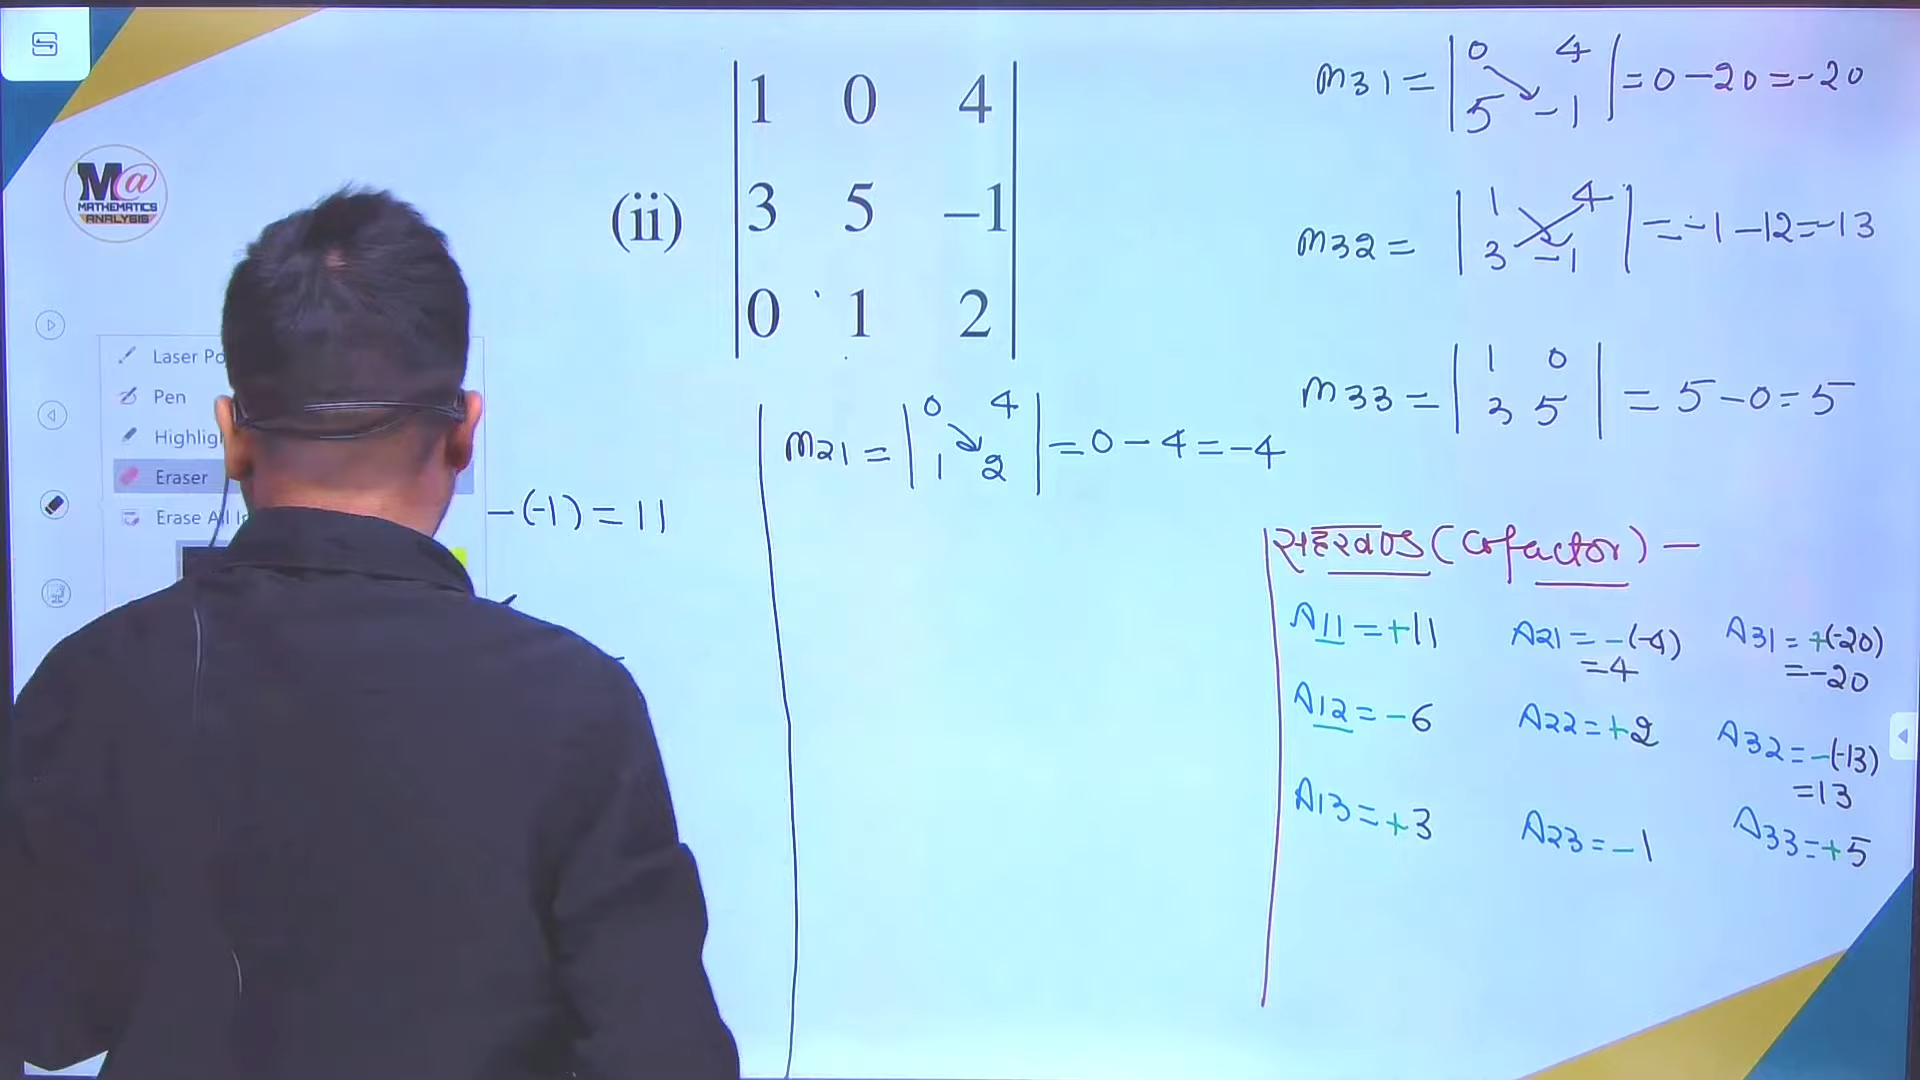 M@
MATHEMATICS
ANALYSIS
(ii)
1 0 4
3 5 –1
0 1 2
Laser Po
Pen
Highligh
Eraser
Erase All In
– (-1) = 11
m21 = | 0 4 | = 0 – 4 = –4
1 2
m31 = | 0 4 | = 0 – 20 = –20
5 –1
m32 = | 1 4 | = –1 – 12 = –13
3 –1
m33 = | 1 0 | = 5 – 0 = 5
3 5
सहखण्ड (Cofactor) –
A11 = +11 A21 = –(-4) A31 = +(-20)
= 4 = –20
A12 = –6 A22 = +2 A32 = –(-13)
= 13
A13 = +3 A23 = –1 A33 = +5